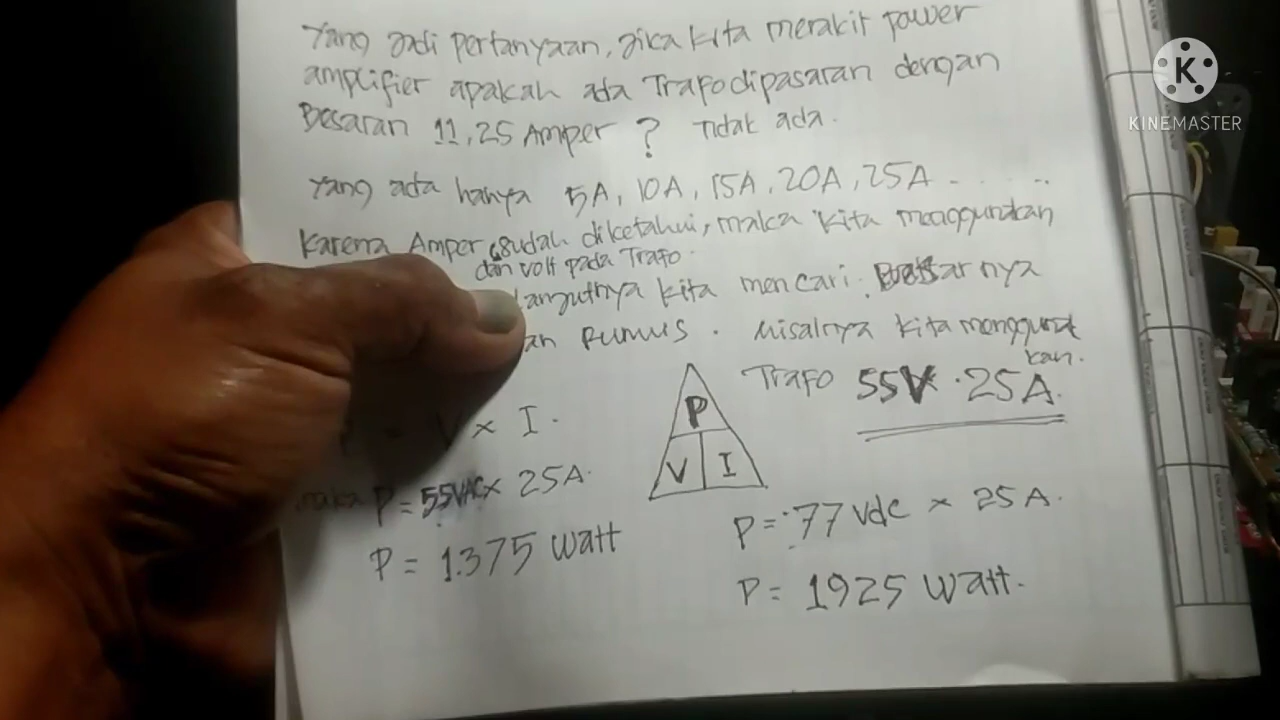 Yang jadi pertanyaan, jika kita merakit power
amplifier apakah ada Trafo dipasaran dengan
Besaran 11,25 Amper ? Tidak ada.
Yang ada hanya 5A, 10A, 15A, 20A, 25A - . . . ..
Karena Amper sudah diketahui, maka kita menggunakan
dan volt pada Trafo.
lanjutnya kita mencari. Besarnya
an Rumus. Misalnya kita menggunakan.
Trafo 55V . 25A.
P
V I
P = V x I.
maka P = 55VAC x 25A.
P = 1.375 Watt
P = 77 vdc x 25A.
P = 1925 Watt.
K
KINEMASTER